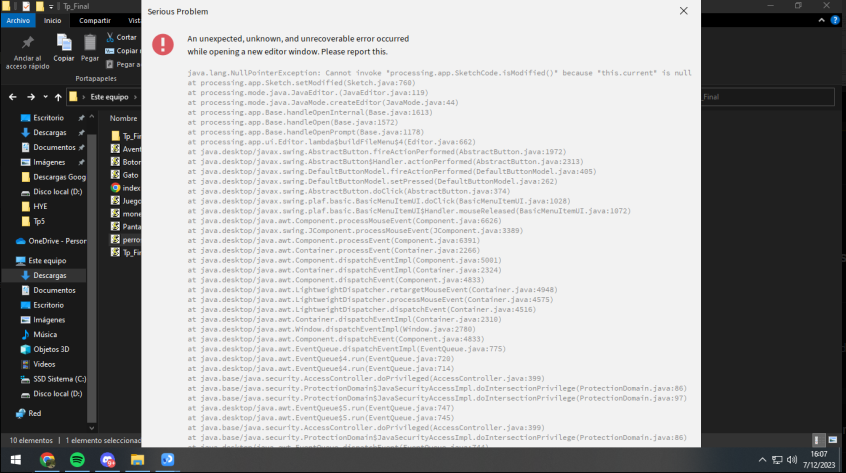 Tp_Final
Serious Problem
Archivo
Inicio
Compartir
Vist
An unexpected, unknown, and unrecoverable error occurred
while opening a new editor window. Please report this.
Anclar al
acceso rápido
Copiar
Pegar
Cortar
Copiar
Pegar a
Portapapeles
java.lang.NullPointerException: Cannot invoke "processing.app.SketchCode.isModified()" because "this.current" is null
at processing.app.Sketch.setModified(Sketch.java:760)
at processing.mode.java.JavaEditor.(JavaEditor.java:119)
at processing.mode.java.JavaMode.createEditor(JavaMode.java:44)
at processing.app.Base.handleOpenInternal(Base.java:1613)
at processing.app.Base.handleOpen(Base.java:1572)
at processing.app.Base.handleOpenPrompt(Base.java:1178)
at processing.app.ui.Editor.lambda$buildFileMenu$4(Editor.java:662)
at java.desktop/javax.swing.AbstractButton.fireActionPerformed(AbstractButton.java:1972)
at java.desktop/javax.swing.AbstractButton$Handler.actionPerformed(AbstractButton.java:2313)
at java.desktop/javax.swing.DefaultButtonModel.fireActionPerformed(DefaultButtonModel.java:405)
at java.desktop/javax.swing.DefaultButtonModel.setPressed(DefaultButtonModel.java:262)
at java.desktop/javax.swing.AbstractButton.doClick(AbstractButton.java:374)
at java.desktop/javax.swing.plaf.basic.BasicMenuItemUI.doClick(BasicMenuItemUI.java:1028)
at java.desktop/javax.swing.plaf.basic.BasicMenuItemUI$Handler.mouseReleased(BasicMenuItemUI.java:1072)
at java.desktop/java.awt.Component.processMouseEvent(Component.java:6626)
at java.desktop/javax.swing.JComponent.processMouseEvent(JComponent.java:3389)
at java.desktop/java.awt.Component.processEvent(Component.java:6391)
at java.desktop/java.awt.Container.processEvent(Container.java:2266)
at java.desktop/java.awt.Component.dispatchEventImpl(Component.java:5001)
at java.desktop/java.awt.Container.dispatchEventImpl(Container.java:2324)
at java.desktop/java.awt.Component.dispatchEvent(Component.java:4833)
at java.desktop/java.awt.LightweightDispatcher.retargetMouseEvent(Container.java:4948)
at java.desktop/java.awt.LightweightDispatcher.processMouseEvent(Container.java:4575)
at java.desktop/java.awt.LightweightDispatcher.dispatchEvent(Container.java:4516)
at java.desktop/java.awt.Container.dispatchEventImpl(Container.java:2310)
at java.desktop/java.awt.Window.dispatchEventImpl(Window.java:2780)
at java.desktop/java.awt.Component.dispatchEvent(Component.java:4833)
at java.desktop/java.awt.EventQueue.dispatchEventImpl(EventQueue.java:775)
at java.desktop/java.awt.EventQueue$4.run(EventQueue.java:720)
at java.desktop/java.awt.EventQueue$4.run(EventQueue.java:714)
at java.base/java.security.AccessController.doPrivileged(AccessController.java:399)
at java.base/java.security.ProtectionDomain$JavaSecurityAccessImpl.doIntersectionPrivilege(ProtectionDomain.java:86)
at java.base/java.security.ProtectionDomain$JavaSecurityAccessImpl.doIntersectionPrivilege(ProtectionDomain.java:97)
at java.desktop/java.awt.EventQueue$5.run(EventQueue.java:747)
at java.desktop/java.awt.EventQueue$5.run(EventQueue.java:745)
at java.base/java.security.AccessController.doPrivileged(AccessController.java:399)
at java.base/java.security.ProtectionDomain$JavaSecurityAccessImpl.doIntersectionPrivilege(ProtectionDomain.java:86)
Este equipo
_Final
Escritorio
Descargas
Documentos
Imágenes
Descargas Goog
Disco local (D:)
HYE
Tp5
OneDrive - Person
Este equipo
Descargas
Documentos
Escritorio
Imágenes
Música
Objetos 3D
Videos
SSD Sistema (C:)
Disco local (D:)
Red
Nombre
Tp_Fin
Aven
Boton
Gato
index
Juego
mone
Panta
perro
Tp_Fi
10 elementos
1 elemento seleccionad
16:07
7/12/2023